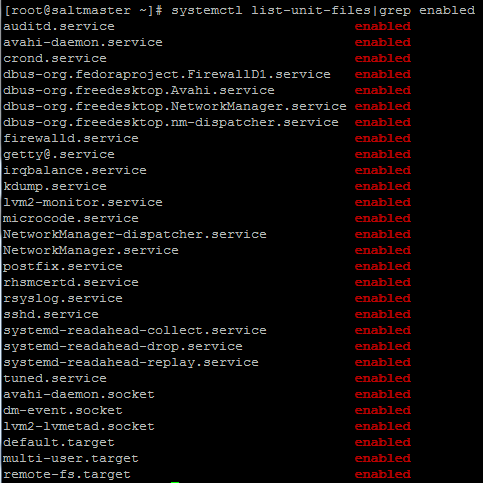 [root@saltmaster ~]# systemctl list-unit-files|grep enabled
auditd.service enabled
avahi-daemon.service enabled
crond.service enabled
dbus-org.fedoraproject.FirewallD1.service enabled
dbus-org.freedesktop.Avahi.service enabled
dbus-org.freedesktop.NetworkManager.service enabled
dbus-org.freedesktop.nm-dispatcher.service enabled
firewalld.service enabled
getty@.service enabled
irqbalance.service enabled
kdump.service enabled
lvm2-monitor.service enabled
microcode.service enabled
NetworkManager-dispatcher.service enabled
NetworkManager.service enabled
postfix.service enabled
rhsmcertd.service enabled
rsyslog.service enabled
sshd.service enabled
systemd-readahead-collect.service enabled
systemd-readahead-drop.service enabled
systemd-readahead-replay.service enabled
tuned.service enabled
avahi-daemon.socket enabled
dm-event.socket enabled
lvm2-lvmetad.socket enabled
default.target enabled
multi-user.target enabled
remote-fs.target enabled